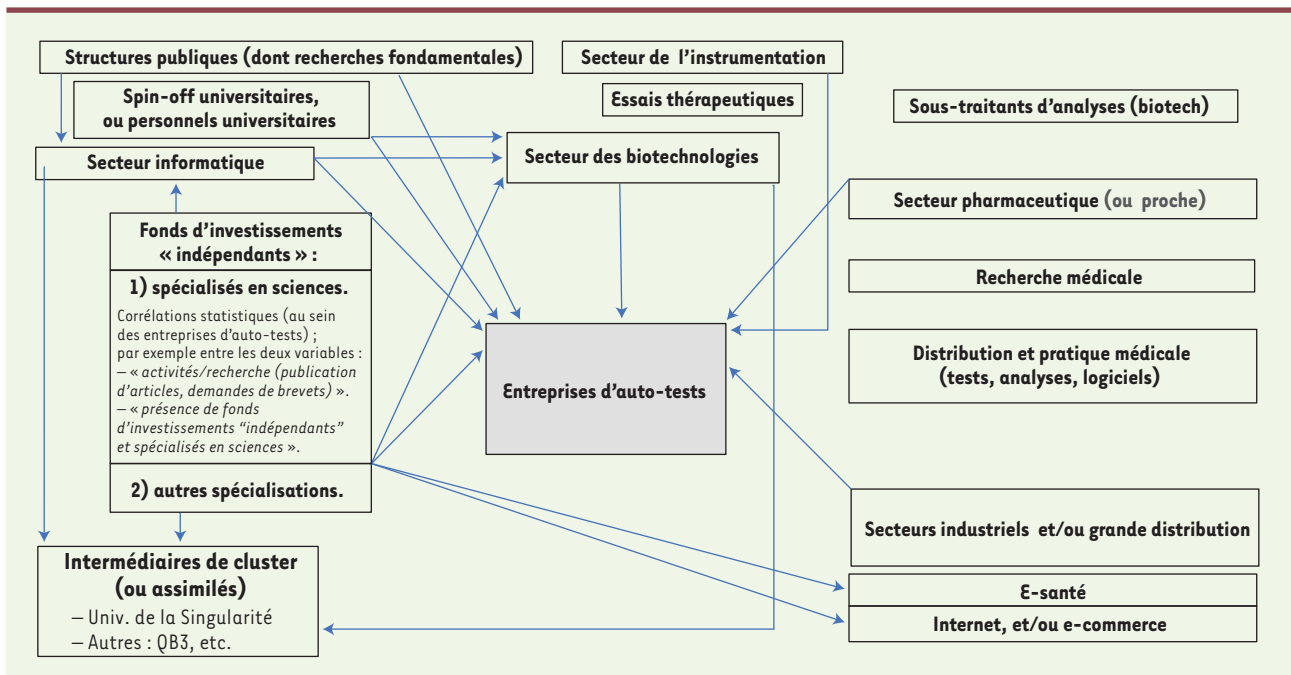 Structures publiques (dont recherches fondamentales)
Secteur de l’instrumentation
Spin-off universitaires,
ou personnels universitaires
Essais thérapeutiques
Sous-traitants d’analyses (biotech)
Secteur informatique
Secteur des biotechnologies
Secteur pharmaceutique (ou proche)
Fonds d’investissements
« indépendants » :
1) spécialisés en sciences.
Corrélations statistiques (au sein
des entreprises d’auto-tests) ;
par exemple entre les deux variables :
– « activités/recherche (publication
d’articles, demandes de brevets) ».
– « présence de fonds
d’investissements “indépendants”
et spécialisés en sciences ».
2) autres spécialisations.
Recherche médicale
Entreprises d’auto-tests
Distribution et pratique médicale
(tests, analyses, logiciels)
Secteurs industriels et/ou grande distribution
Intermédiaires de cluster
(ou assimilés)
– Univ. de la Singularité
– Autres : QB3, etc.
E-santé
Internet, et/ou e-commerce